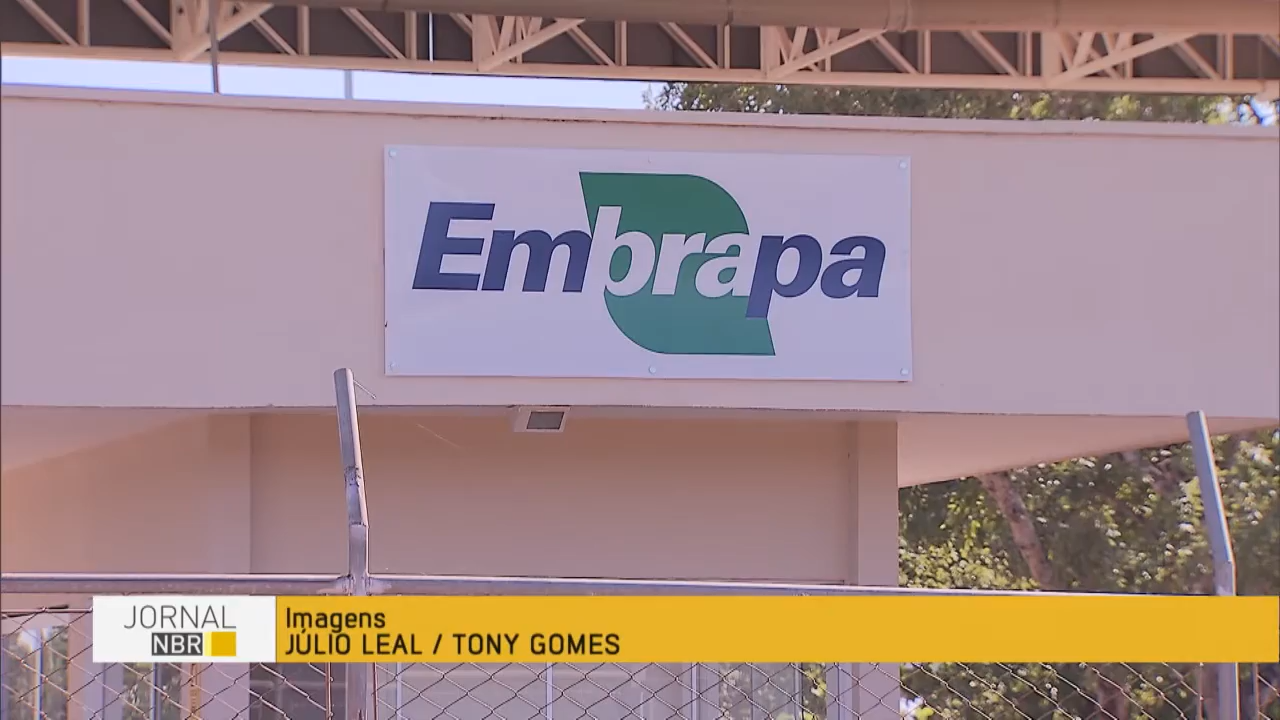 Embrapa
JORNAL
NBR
Imagens
JÚLIO LEAL / TONY GOMES